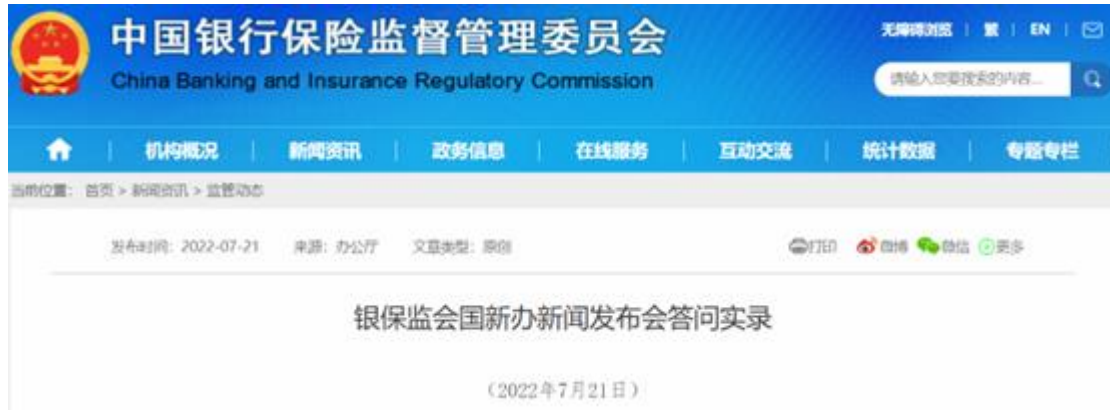 中国银行保险监督管理委员会
无障碍浏览 | 繁 | EN |
China Banking and Insurance Regulatory Commission
请输入您要搜索的内容...
机构概况 | 新闻资讯 | 政务信息 | 在线服务 | 互动交流 | 统计数据 | 专题专栏
当前位置: 首页 > 新闻资讯 > 监管动态
发布时间: 2022-07-21 来源: 办公厅 文章类型: 原创 打印 微博 微信 更多
银保监会国新办新闻发布会答问实录
(2022年7月21日)